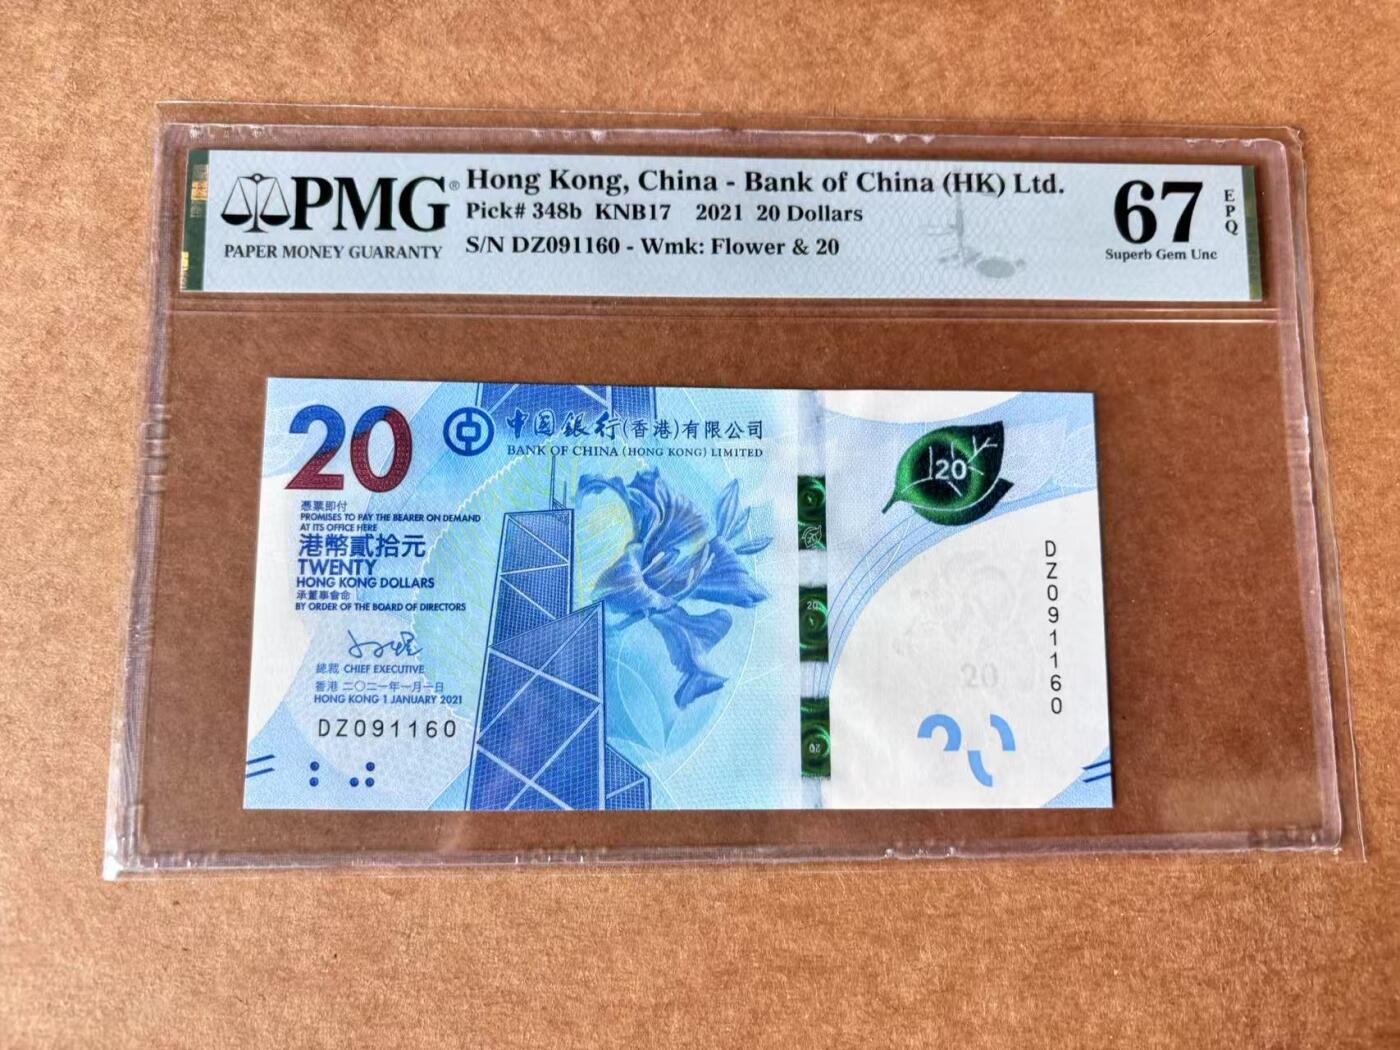 PMG®
PAPER MONEY GUARANTY
Hong Kong, China - Bank of China (HK) Ltd.
Pick# 348b KNB17 2021 20 Dollars
S/N DZ091160 - Wmk: Flower & 20
67
EPQ
Superb Gem Unc
20
中国銀行(香港)有限公司
BANK OF CHINA (HONG KONG) LIMITED
憑票即付
PROMISES TO PAY THE BEARER ON DEMAND
AT ITS OFFICE HERE
港幣貳拾元
TWENTY
HONG KONG DOLLARS
承董事會命
BY ORDER OF THE BOARD OF DIRECTORS
總裁 CHIEF EXECUTIVE
香港 二〇二一年一月一日
HONG KONG 1 JANUARY 2021
DZ091160
20
20
20
20
20
DZ091160